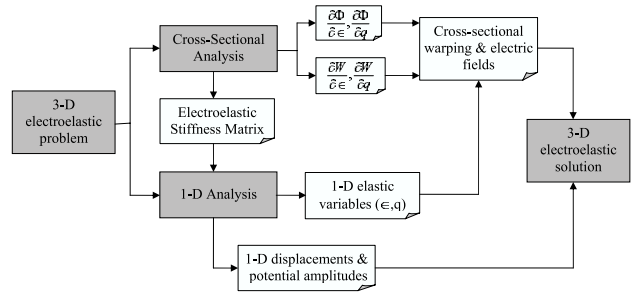 3-D
electroelastic
problem
Cross-Sectional
Analysis
∂Φ/∂∈, ∂Φ/∂q
∂W/∂∈, ∂W/∂q
Cross-sectional
warping & electric
fields
Electroelastic
Stiffness Matrix
1-D Analysis
1-D elastic
variables (∈,q)
3-D
electroelastic
solution
1-D displacements &
potential amplitudes